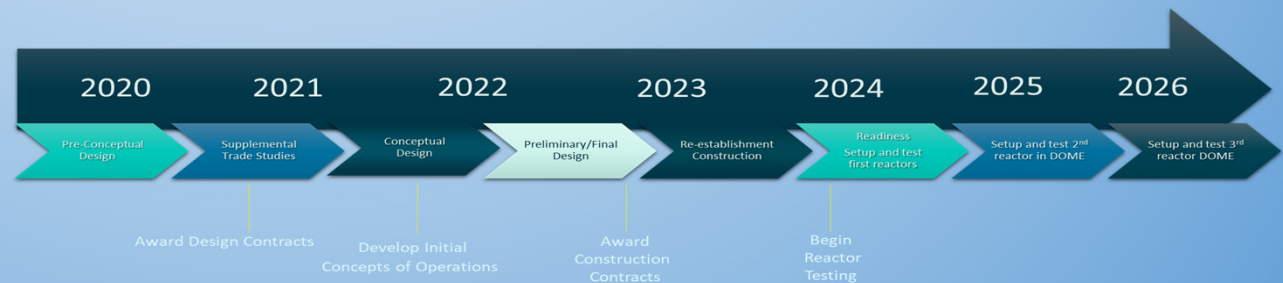 2020
2021
2022
2023
2024
2025
2026
Pre-Conceptual
Design
Supplemental
Trade Studies
Conceptual
Design
Preliminary/Final
Design
Re-establishment
Construction
Readiness
Setup and test
first reactors
Setup and test 2nd
reactor in DOME
Setup and test 3rd
reactor DOME
Award Design Contracts
Develop Initial
Concepts of Operations
Award
Construction
Contracts
Begin
Reactor
Testing